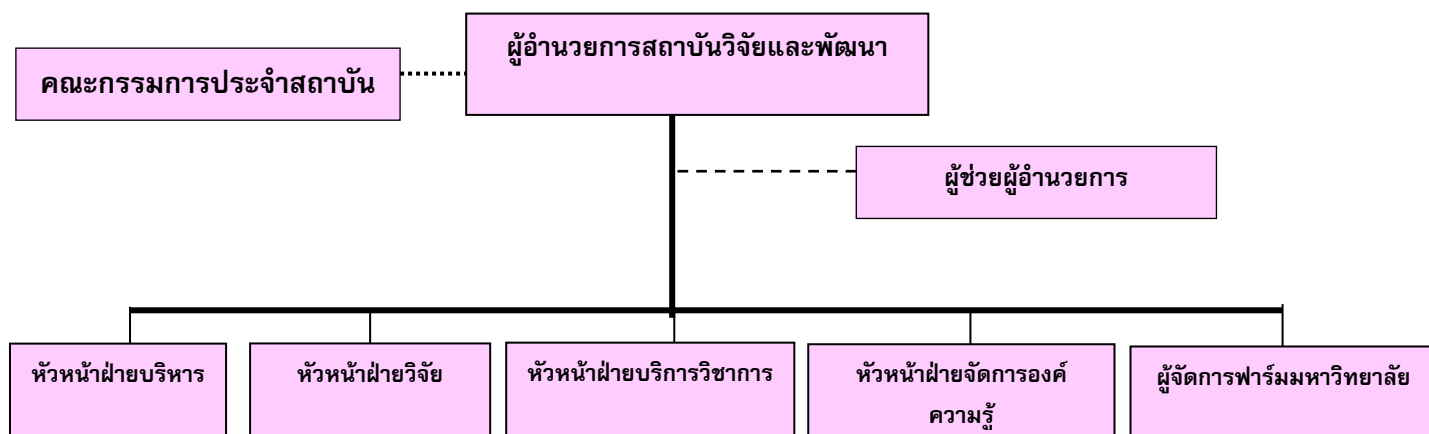 ผู้อำนวยการสถาบันวิจัยและพัฒนา
คณะกรรมการประจำสถาบัน
ผู้ช่วยผู้อำนวยการ
หัวหน้าฝ่ายบริหาร
หัวหน้าฝ่ายวิจัย
หัวหน้าฝ่ายบริการวิชาการ
หัวหน้าฝ่ายจัดการองค์
ความรู้
ผู้จัดการฟาร์มมหาวิทยาลัย